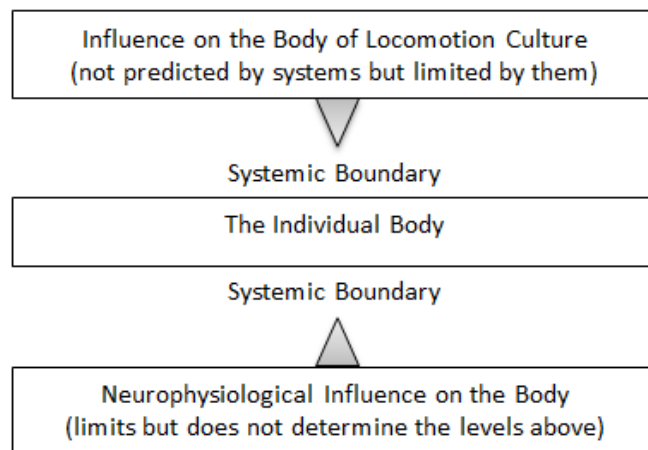 Influence on the Body of Locomotion Culture
(not predicted by systems but limited by them)
Systemic Boundary
The Individual Body
Systemic Boundary
Neurophysiological Influence on the Body
(limits but does not determine the levels above)